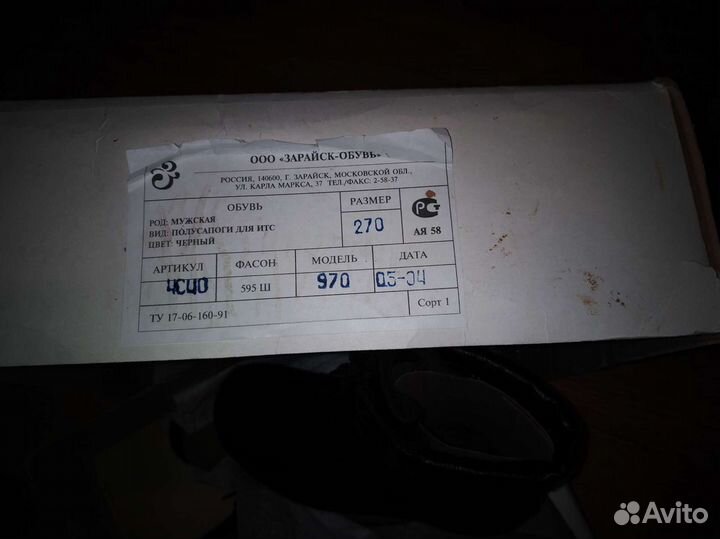 ООО «ЗАРАЙСК-ОБУВЬ»
РОССИЯ, 140600, Г. ЗАРАЙСК, МОСКОВСКОЙ ОБЛ.,
УЛ. КАРЛА МАРКСА, 37 ТЕЛ./ФАКС: 2-58-37
ОБУВЬ
РОД: МУЖСКАЯ
ВИД: ПОЛУСАПОГИ ДЛЯ ИТС
ЦВЕТ: ЧЕРНЫЙ
РАЗМЕР
270
РСТ
АЯ 58
АРТИКУЛ ФАСОН МОДЕЛЬ ДАТА
4С40 595 Ш 970 05-04
ТУ 17-06-160-91 Сорт 1
Avito